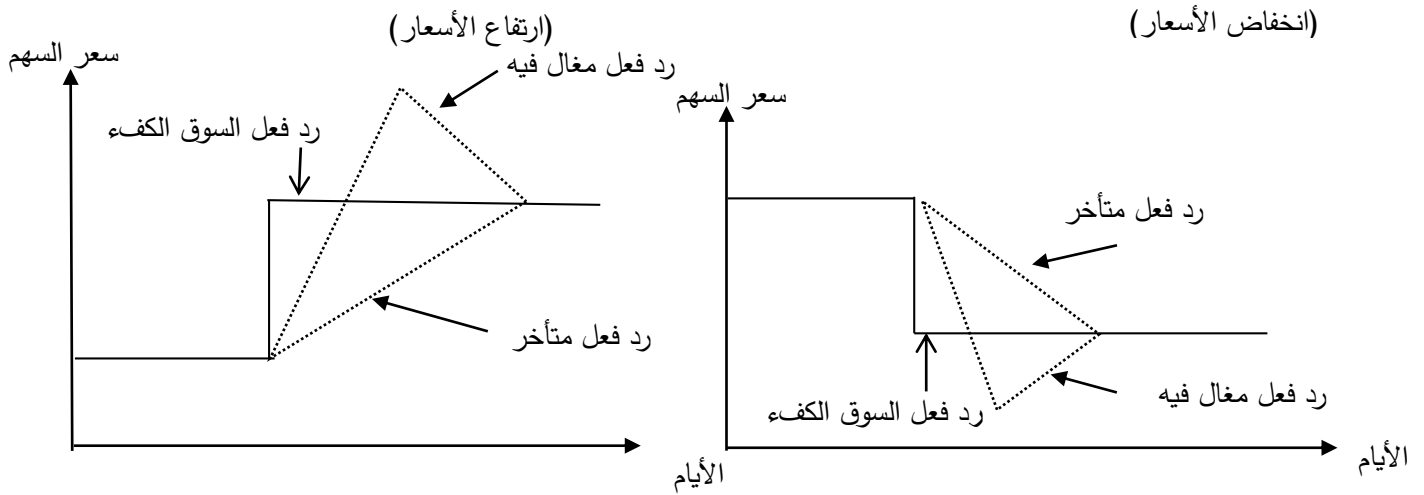 (انخفاض الأسعار)
(ارتفاع الأسعار)
سعر السهم
رد فعل مغال فيه
رد فعل السوق الكفء
رد فعل متأخر
الأيام
سعر السهم
رد فعل متأخر
رد فعل مغال فيه
رد فعل السوق الكفء
الأيام